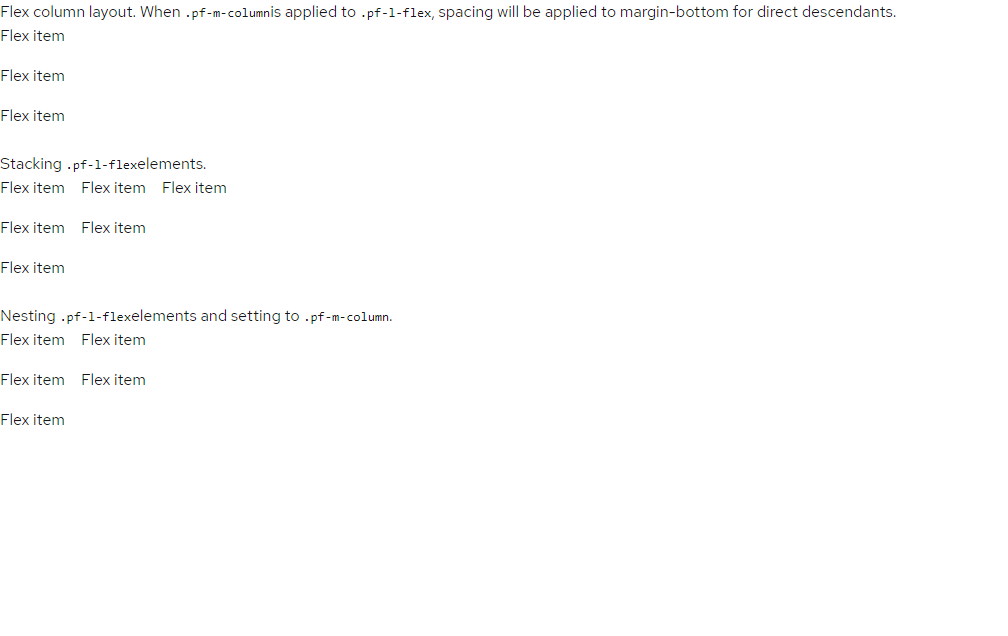 Flex column layout. When .pf-m-columnis applied to .pf-l-flex, spacing will be applied to margin-bottom for direct descendants.
Flex item
Flex item
Flex item
Stacking .pf-l-flexelements.
Flex item Flex item Flex item
Flex item Flex item
Flex item
Nesting .pf-l-flexelements and setting to .pf-m-column.
Flex item Flex item
Flex item Flex item
Flex item